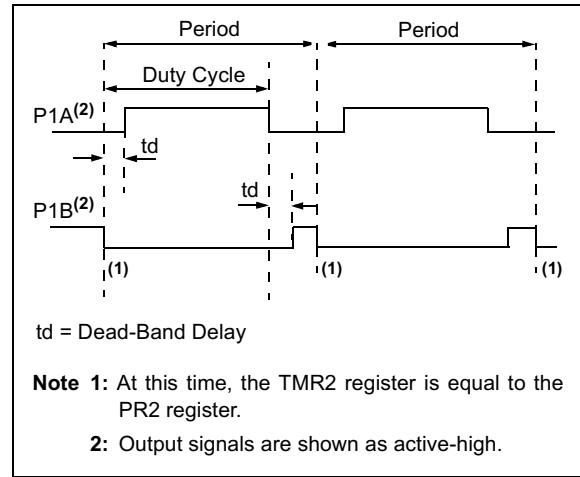 Period Period
Duty Cycle
P1A(2)
td
td
P1B(2)
(1) (1) (1)
td = Dead-Band Delay
Note 1: At this time, the TMR2 register is equal to the
PR2 register.
2: Output signals are shown as active-high.